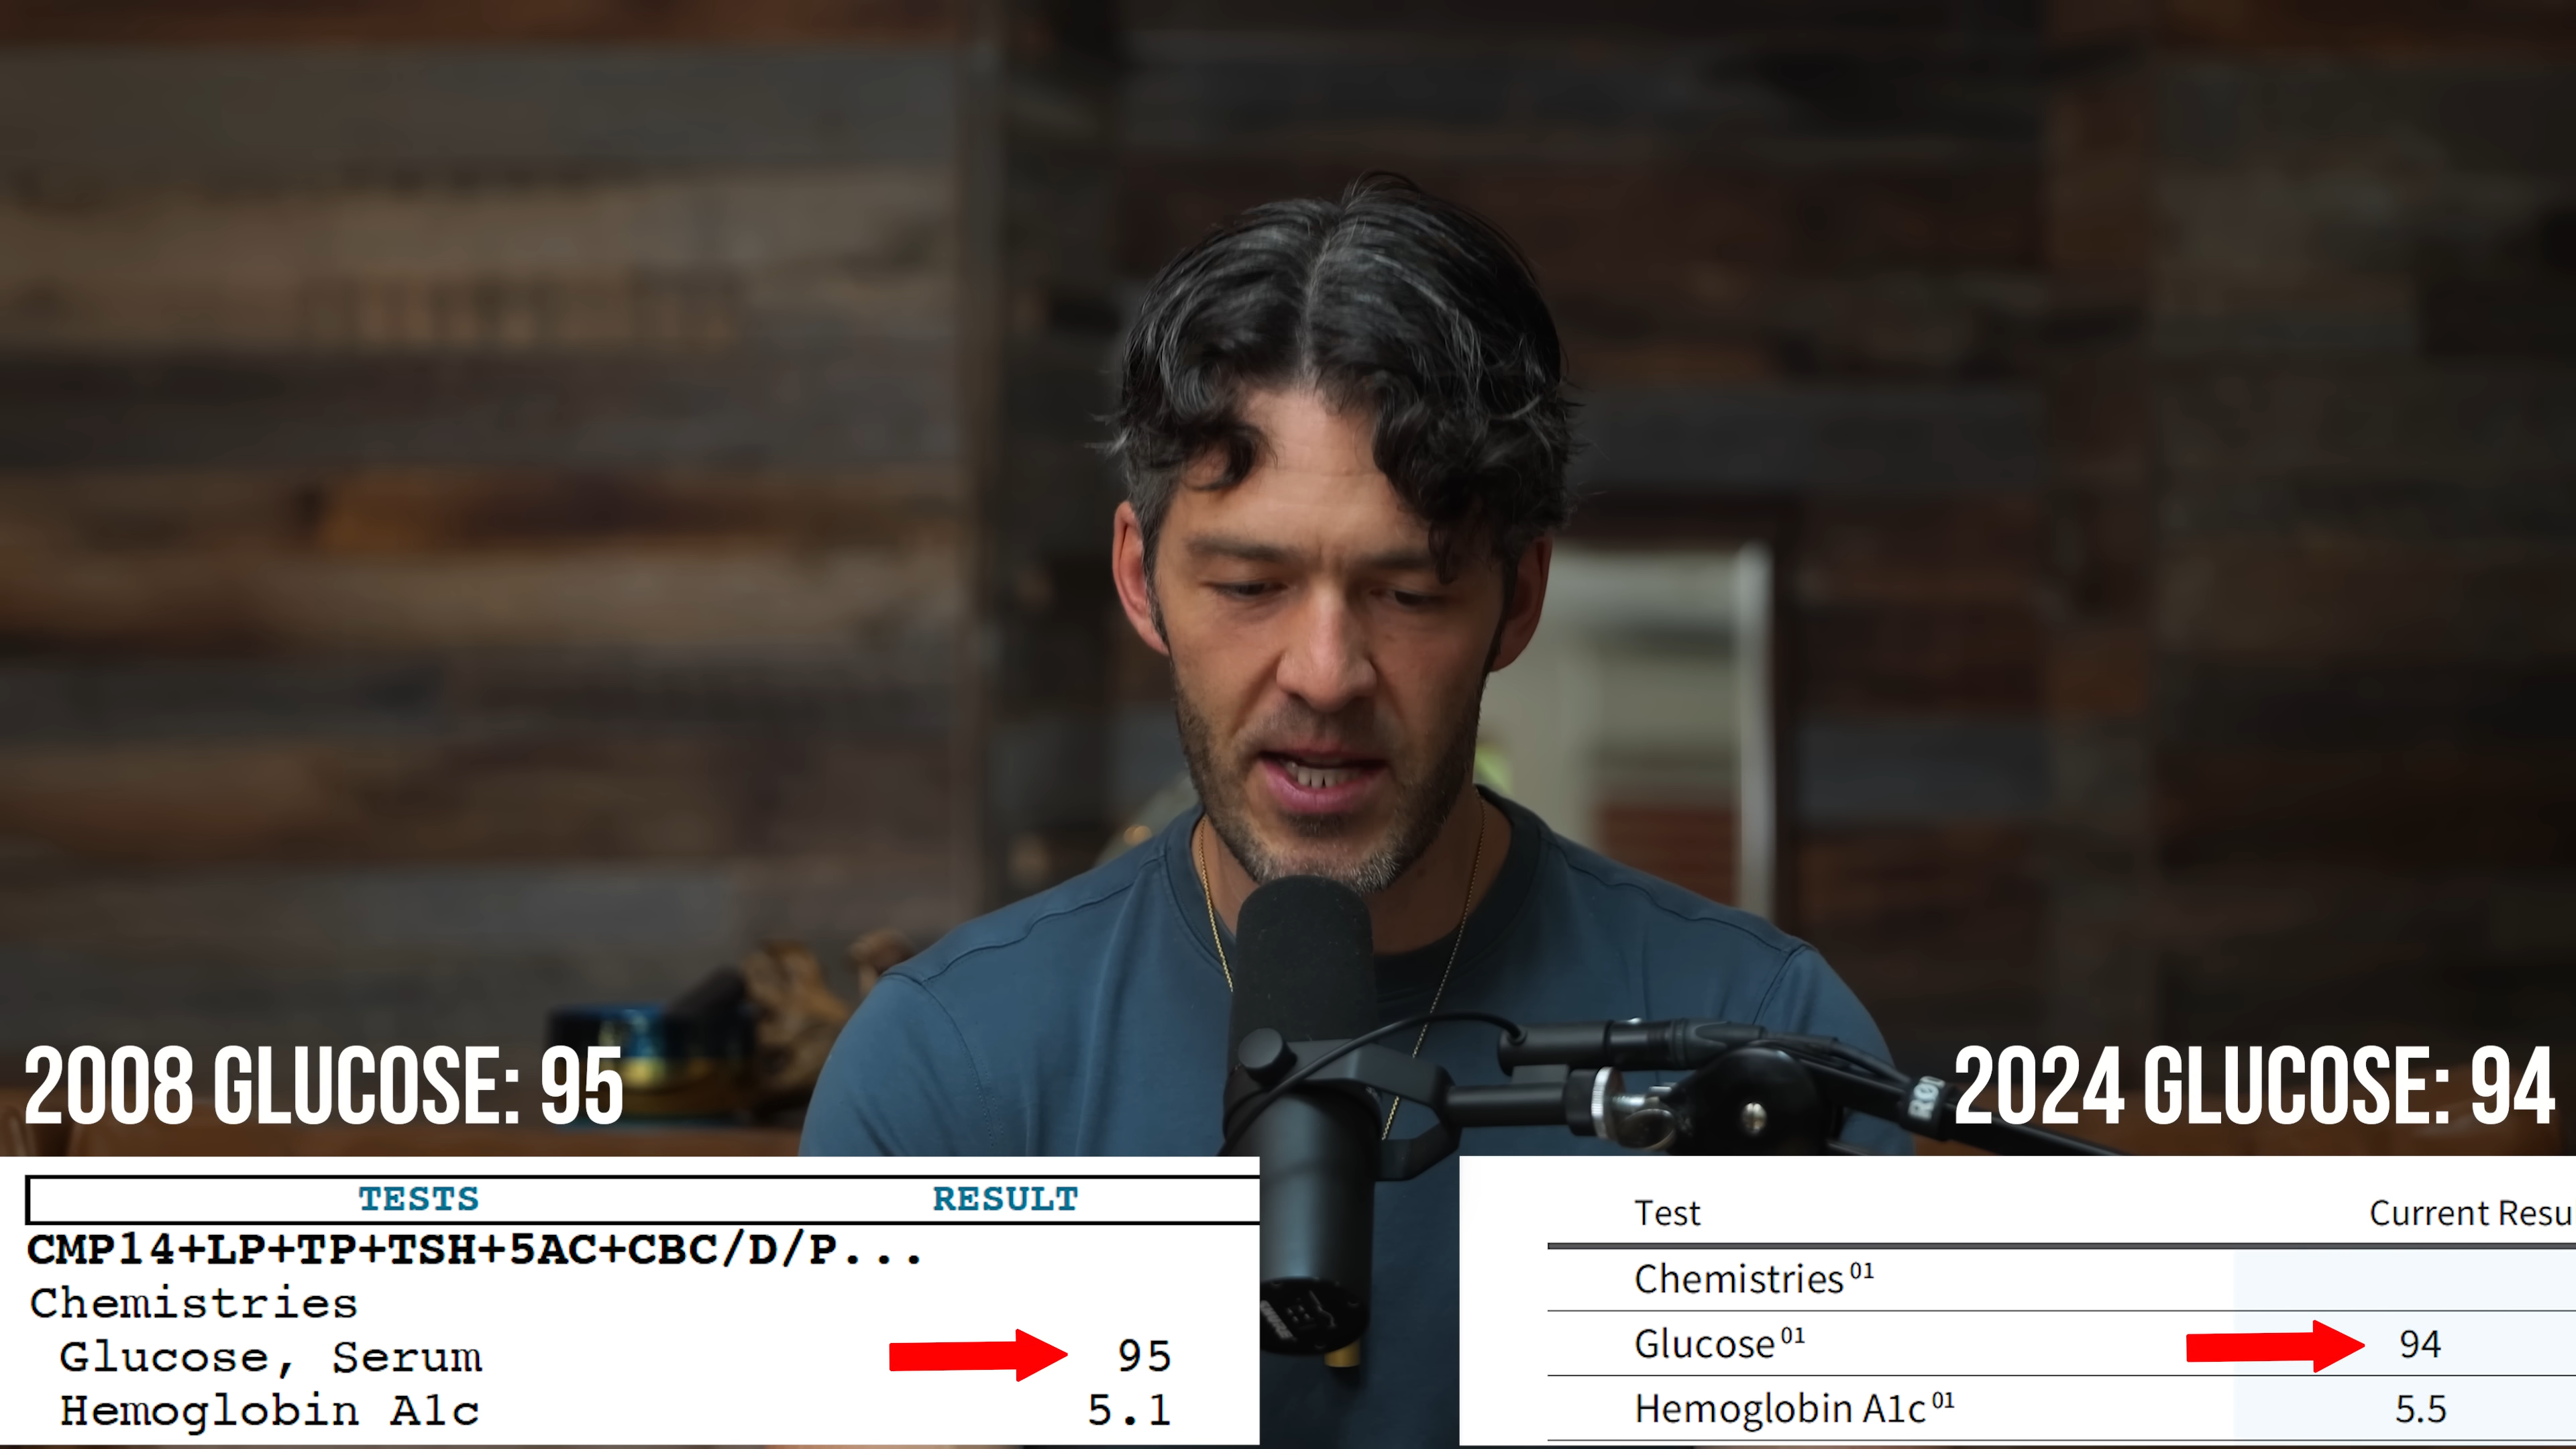 2008 GLUCOSE: 95
2024 GLUCOSE: 94
TESTS RESULT
CMP14+LP+TP+TSH+5AC+CBC/D/P...
Chemistries
Glucose, Serum 95
Hemoglobin A1c 5.1
Test Current Resu
Chemistries 01
Glucose 01 94
Hemoglobin A1c 01 5.5